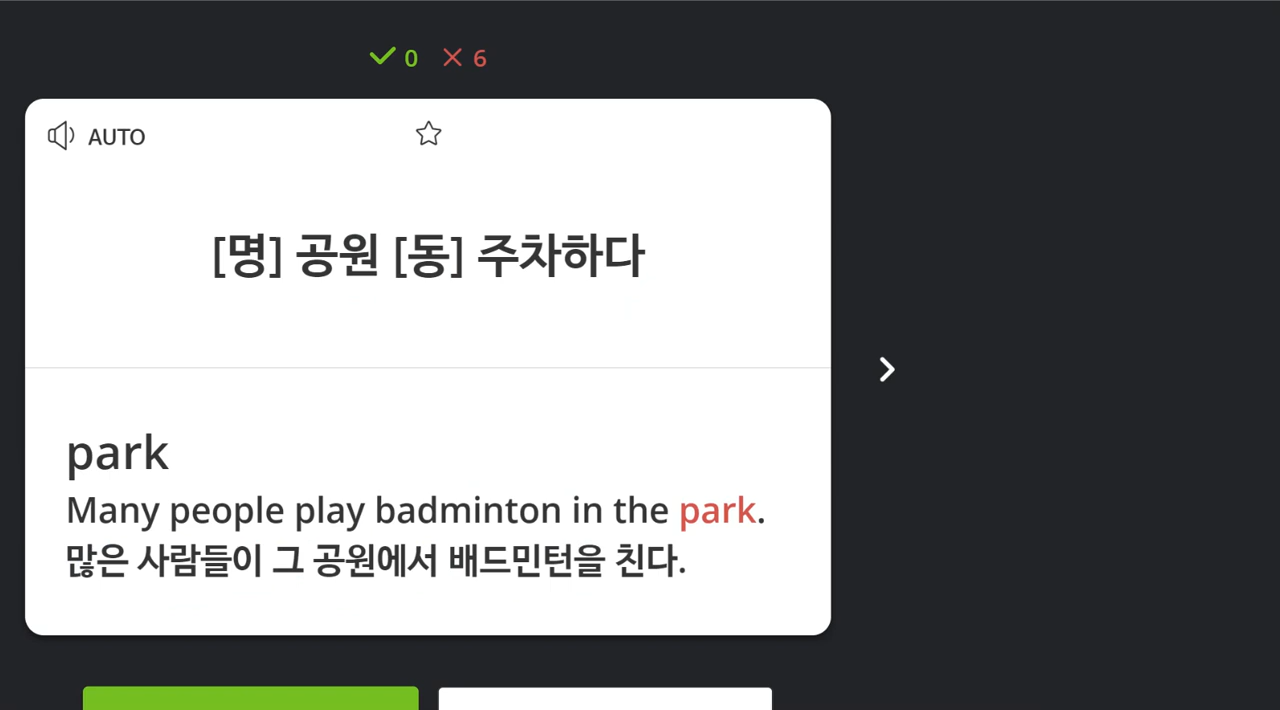 0 6
AUTO
[명] 공원 [동] 주차하다
park
Many people play badminton in the park.
많은 사람들이 그 공원에서 배드민턴을 친다.